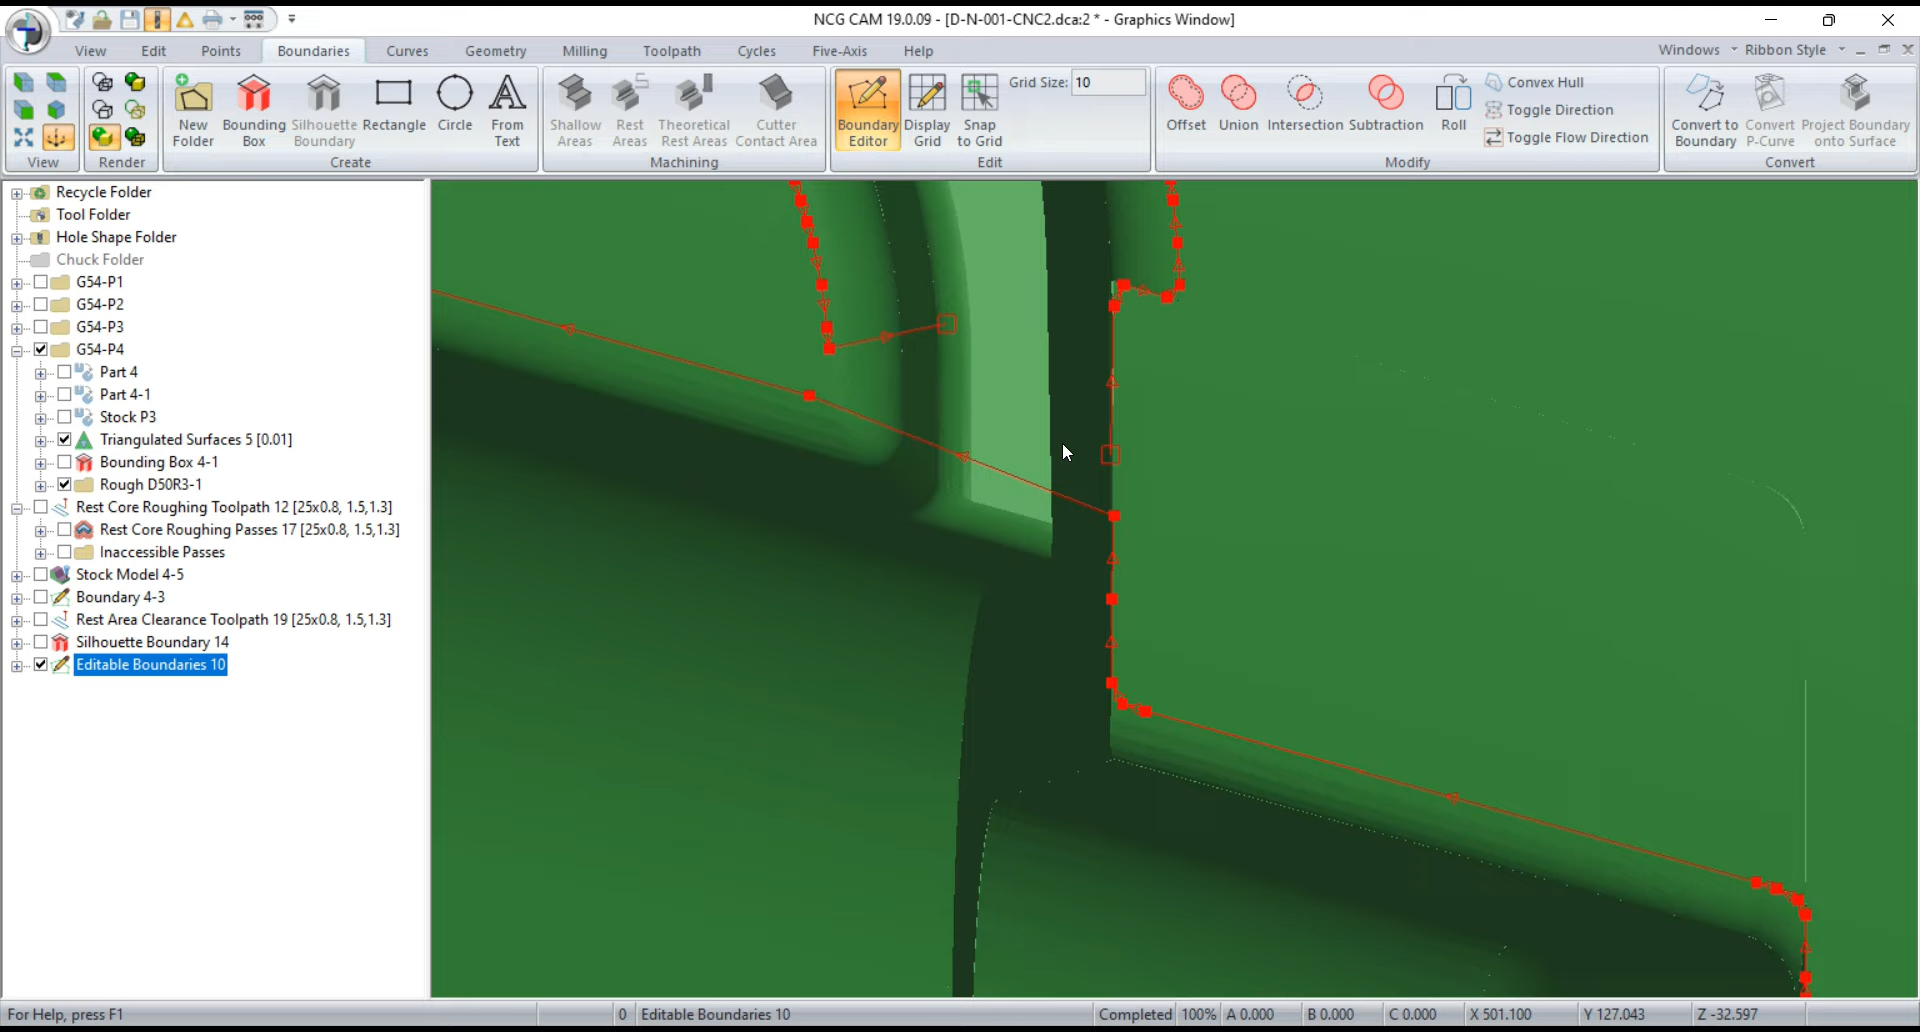 NCG CAM 19.0.09 - [D-N-001-CNC2.dca:2 * - Graphics Window]
View Edit Points Boundaries Curves Geometry Milling Toolpath Cycles Five-Axis Help Windows Ribbon Style
New Folder
Bounding Box
Silhouette Boundary
Rectangle
Circle
From Text
Shallow Areas
Rest Areas
Theoretical Rest Areas
Cutter Contact Area
Boundary Editor
Display Grid
Snap to Grid
Grid Size: 10
Offset
Union
Intersection
Subtraction
Roll
Convex Hull
Toggle Direction
Toggle Flow Direction
Convert to Boundary
Convert P-Curve
Project Boundary onto Surface
View Render Create Machining Edit Modify Convert
Recycle Folder
Tool Folder
Hole Shape Folder
Chuck Folder
G54-P1
G54-P2
G54-P3
G54-P4
Part 4
Part 4-1
Stock P3
Triangulated Surfaces 5 [0.01]
Bounding Box 4-1
Rough D50R3-1
Rest Core Roughing Toolpath 12 [25x0.8, 1.5,1.3]
Rest Core Roughing Passes 17 [25x0.8, 1.5,1.3]
Inaccessible Passes
Stock Model 4-5
Boundary 4-3
Rest Area Clearance Toolpath 19 [25x0.8, 1.5,1.3]
Silhouette Boundary 14
Editable Boundaries 10
For Help, press F1 0 Editable Boundaries 10 Completed 100% A 0.000 B 0.000 C 0.000 X 501.100 Y 127.043 Z -32.597